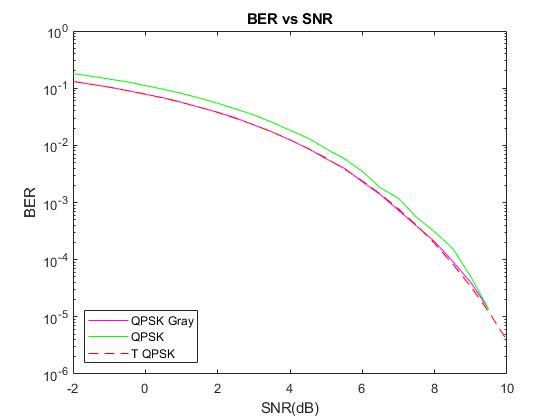 BER vs SNR
10^0
10^-1
10^-2
10^-3
10^-4
10^-5
10^-6
BER
QPSK Gray
QPSK
T QPSK
-2 0 2 4 6 8 10
SNR(dB)